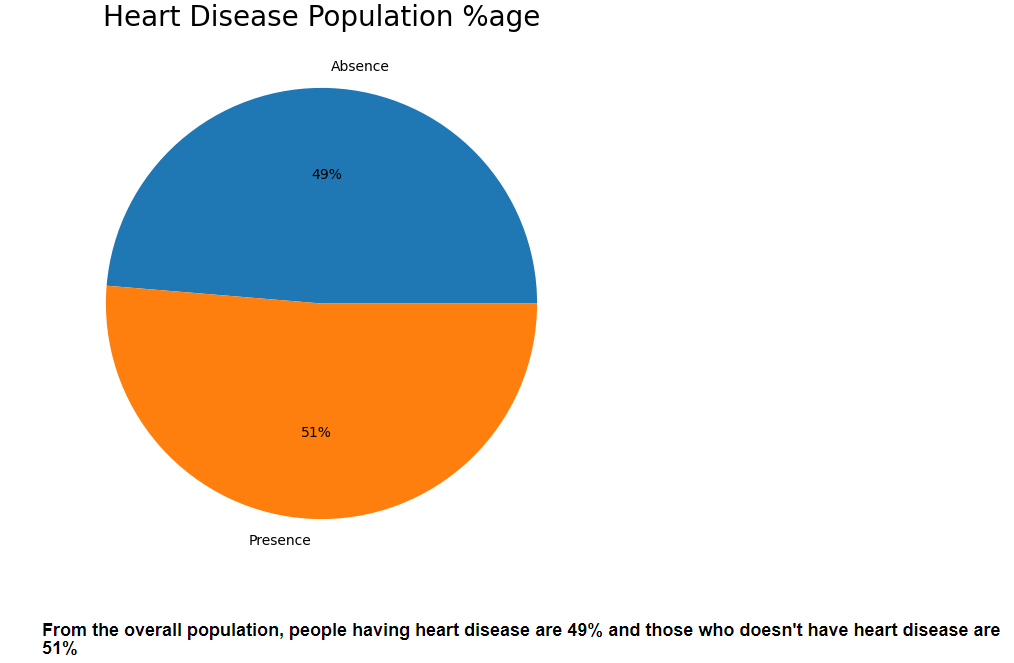 Heart Disease Population %age
Absence
49%
51%
Presence
From the overall population, people having heart disease are 49% and those who doesn't have heart disease are
51%